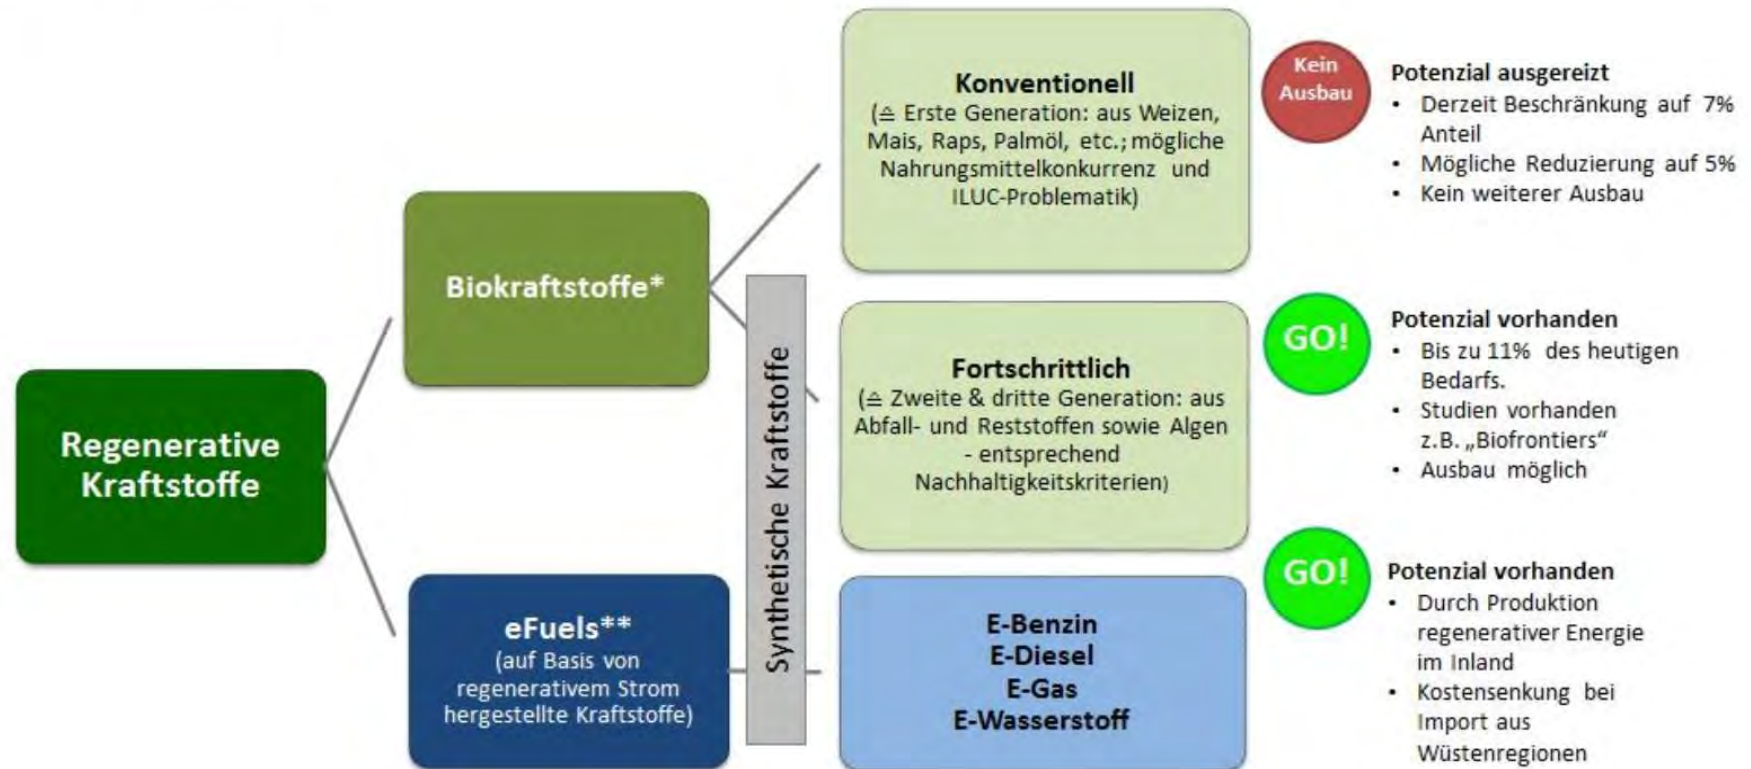 Regenerative
Kraftstoffe
Biokraftstoffe*
eFuels**
(auf Basis von
regenerativem Strom
hergestellte Kraftstoffe)
Synthetische Kraftstoffe
Konventionell
(≙ Erste Generation: aus Weizen,
Mais, Raps, Palmöl, etc.; mögliche
Nahrungsmittelkonkurrenz und
ILUC-Problematik)
Kein
Ausbau
Potenzial ausgereizt
• Derzeit Beschränkung auf 7%
Anteil
• Mögliche Reduzierung auf 5%
• Kein weiterer Ausbau
Fortschrittlich
(≙ Zweite & dritte Generation: aus
Abfall- und Reststoffen sowie Algen
- entsprechend
Nachhaltigkeitskriterien)
GO!
Potenzial vorhanden
• Bis zu 11% des heutigen
Bedarfs.
• Studien vorhanden
z.B. „Biofrontiers“
• Ausbau möglich
E-Benzin
E-Diesel
E-Gas
E-Wasserstoff
GO!
Potenzial vorhanden
• Durch Produktion
regenerativer Energie
im Inland
• Kostensenkung bei
Import aus
Wüstenregionen